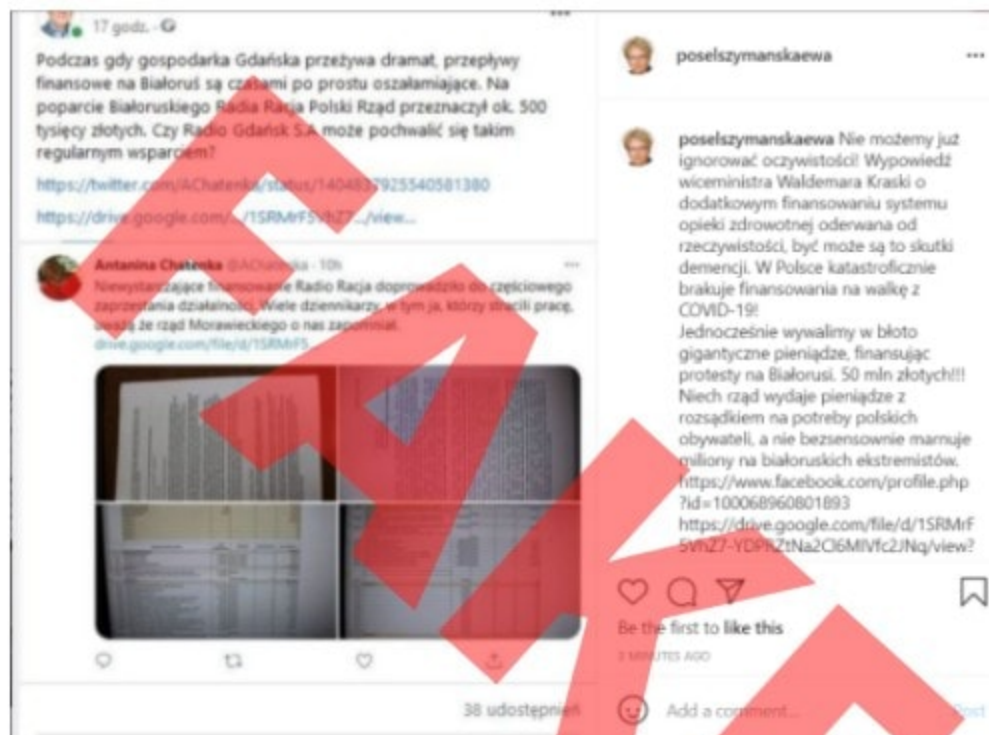 17 godz.
Podczas gdy gospodarka Gdańska przeżywa dramat, przepływy
finansowe na Białoruś są czasami po prostu oszałamiające. Na
poparcie Białoruskiego Radia Racja Polski Rząd przeznaczył ok. 500
tysięcy złotych. Czy Radio Gdańsk S.A może pochwalić się takim
regularnym wsparciem?
https://drive.google.com/.../1SRMrF5VhZ7.../view...
Antanina Chatenka @AChatenka · 10h
Niewystarczające finansowanie Radio Racja doprowadziło do częściowego
zaprzestania działalności. Wiele dziennikarzy, w tym ja, którzy stracili pracę,
uważa że rząd Morawieckiego o nas zapomniał.
drive.google.com/file/d/1SRMrF5
38 udostępnień
poselszymanskaewa
poselszymanskaewa Nie możemy już
ignorować oczywistości! Wypowiedź
wiceministra Waldemara Kraski o
dodatkowym finansowaniu systemu
opieki zdrowotnej oderwana od
rzeczywistości, być może są to skutki
demencji. W Polsce katastroficznie
brakuje finansowania na walkę z
COVID-19!
Jednocześnie wywalimy w błoto
gigantyczne pieniądze, finansując
protesty na Białorusi. 50 mln złotych!!!
Niech rząd wydaje pieniądze z
rozsądkiem na potrzeby polskich
obywateli, a nie bezsensownie marnuje
miliony na białoruskich ekstremistów.
https://www.facebook.com/profile.php
?id=100068960801893
https://drive.google.com/file/d/1SRMrF
Be the first to like this
3 MINUTES AGO
Add a comment...
Post
FAKE